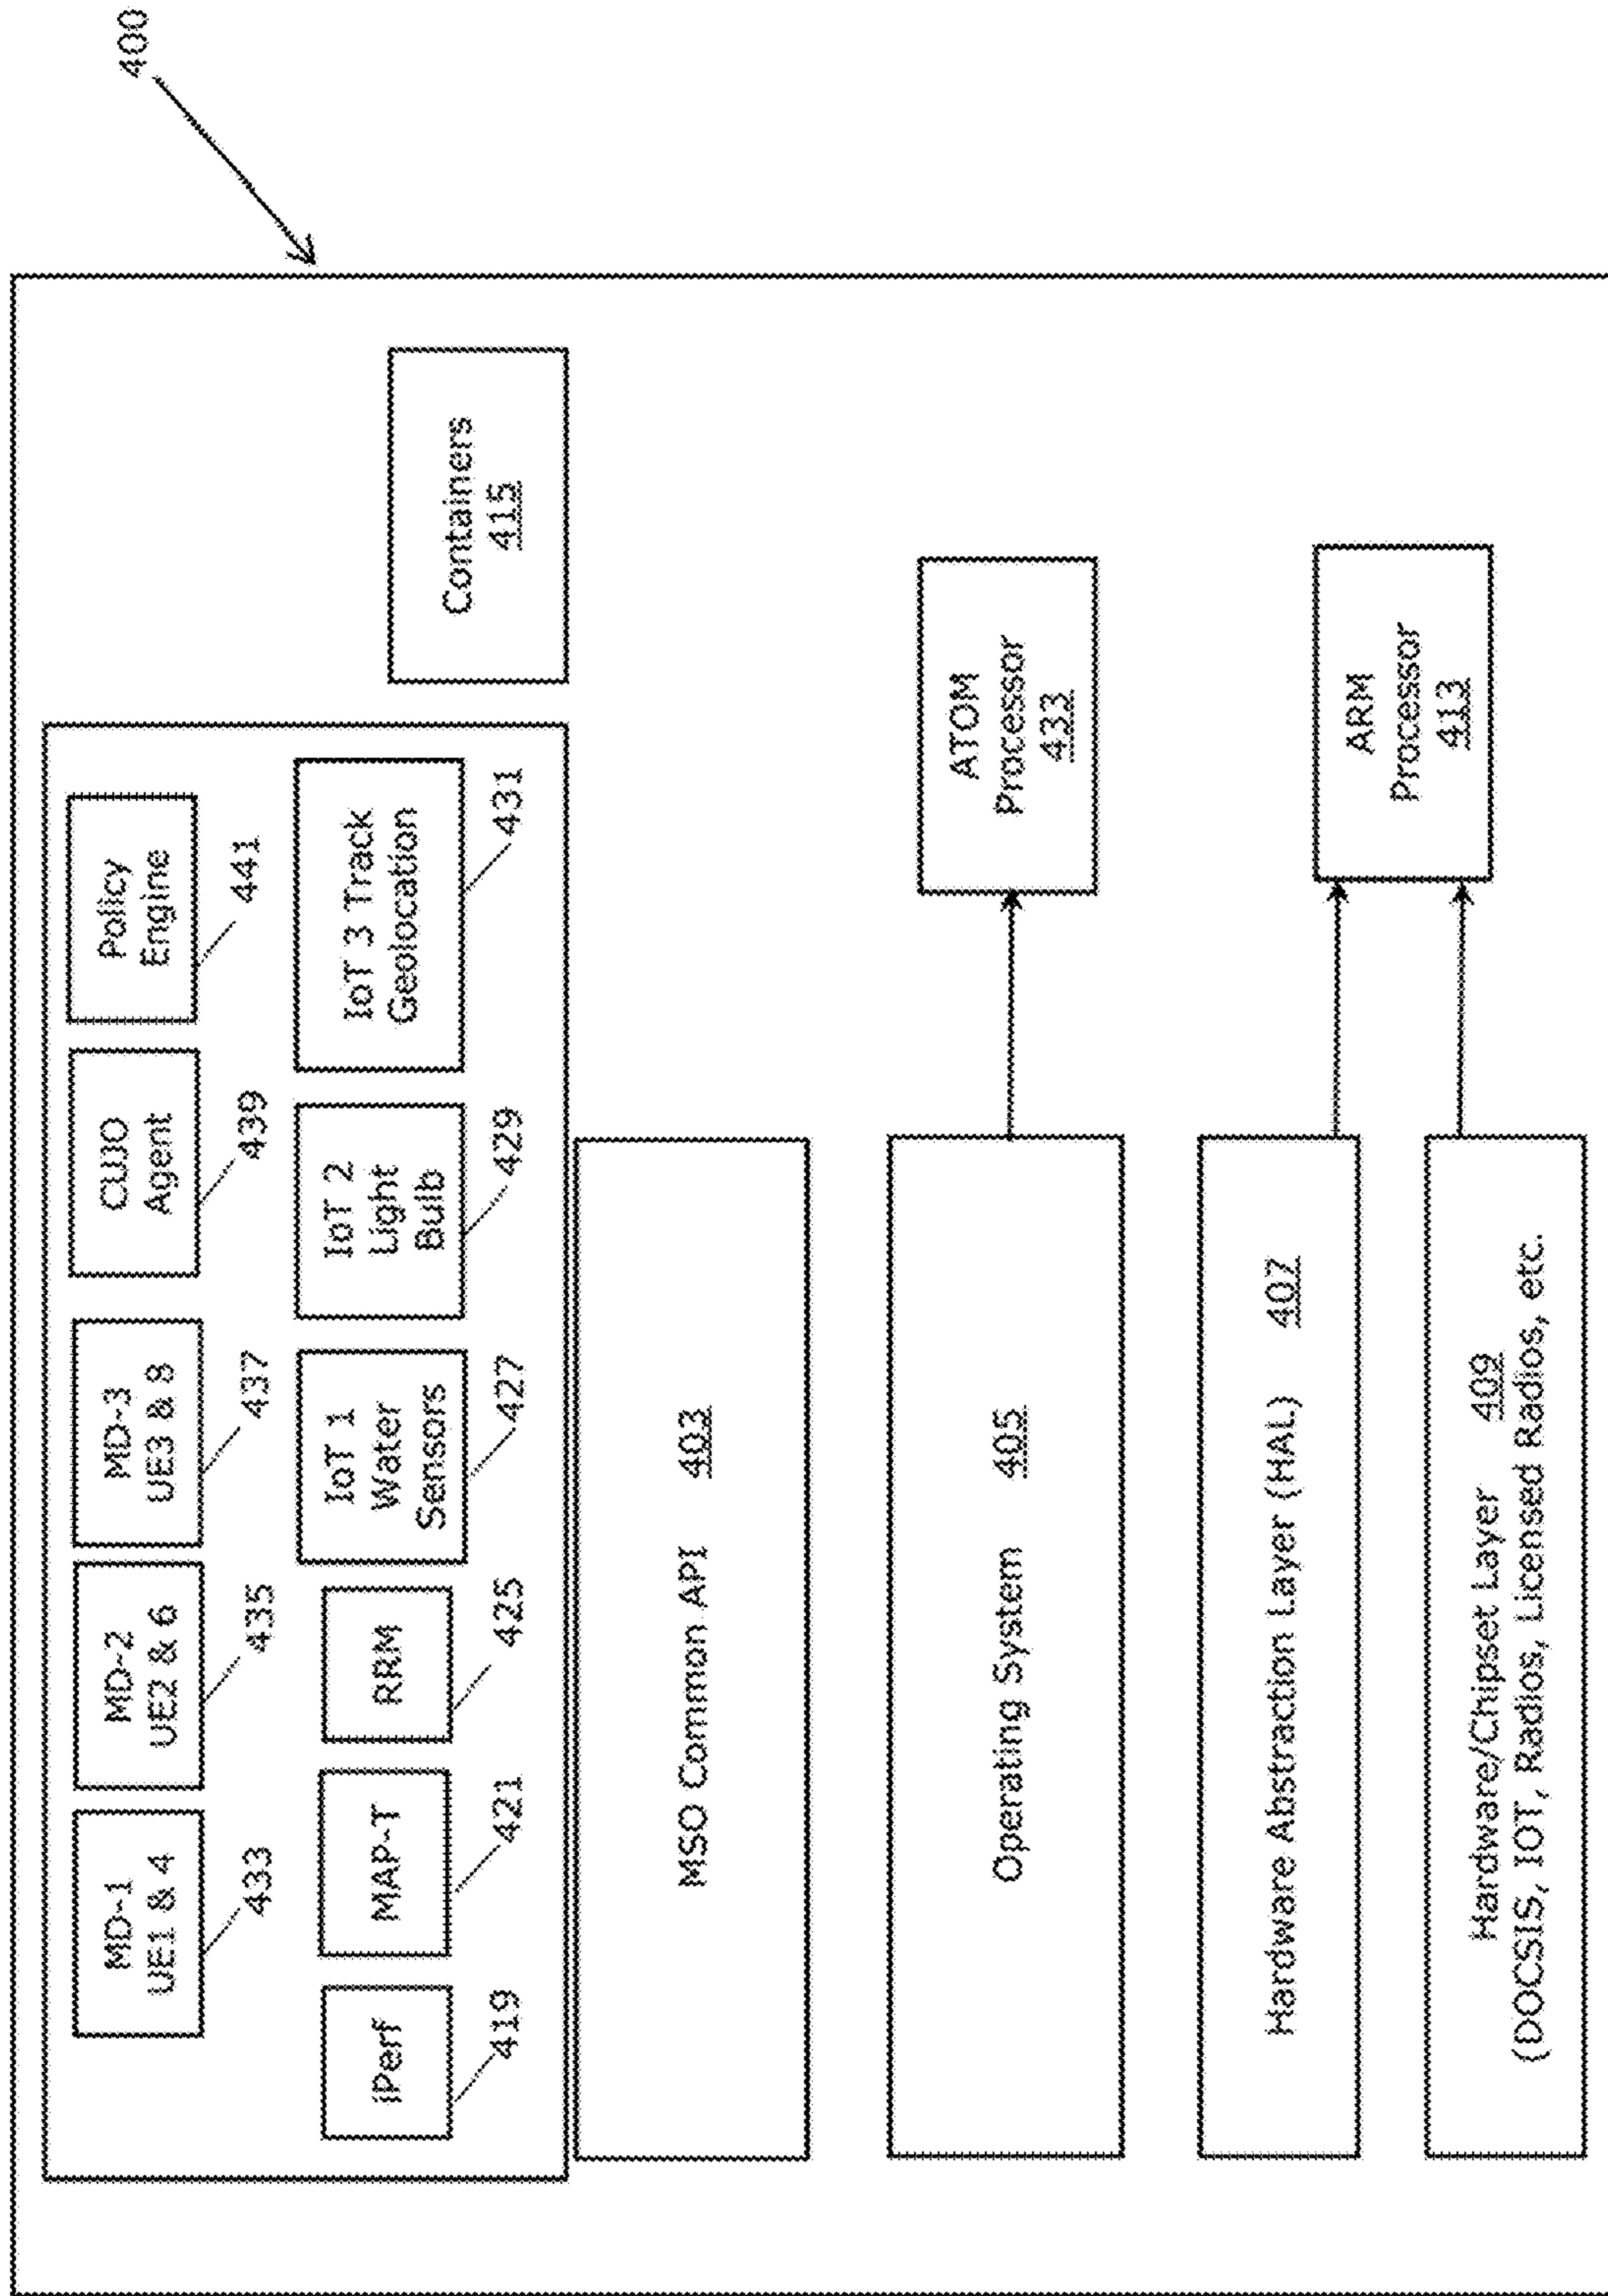 400
MD-1
UE1 & 4
433
MD-2
UE2 & 6
435
MD-3
UE3 & 8
437
CUJO
Agent
439
Policy
Engine
441
iPerf
419
MAP-T
421
RRM
425
IoT 1
Water
Sensors
427
IoT 2
Light
Bulb
429
IoT 3 Track
Geolocation
431
Containers
415
MSO Common API 403
Operating System 405
ATOM
Processor
433
Hardware Abstraction Layer (HAL) 407
ARM
Processor
413
Hardware/Chipset Layer 409
(DOCSIS, IOT, Radios, Licensed Radios, etc.